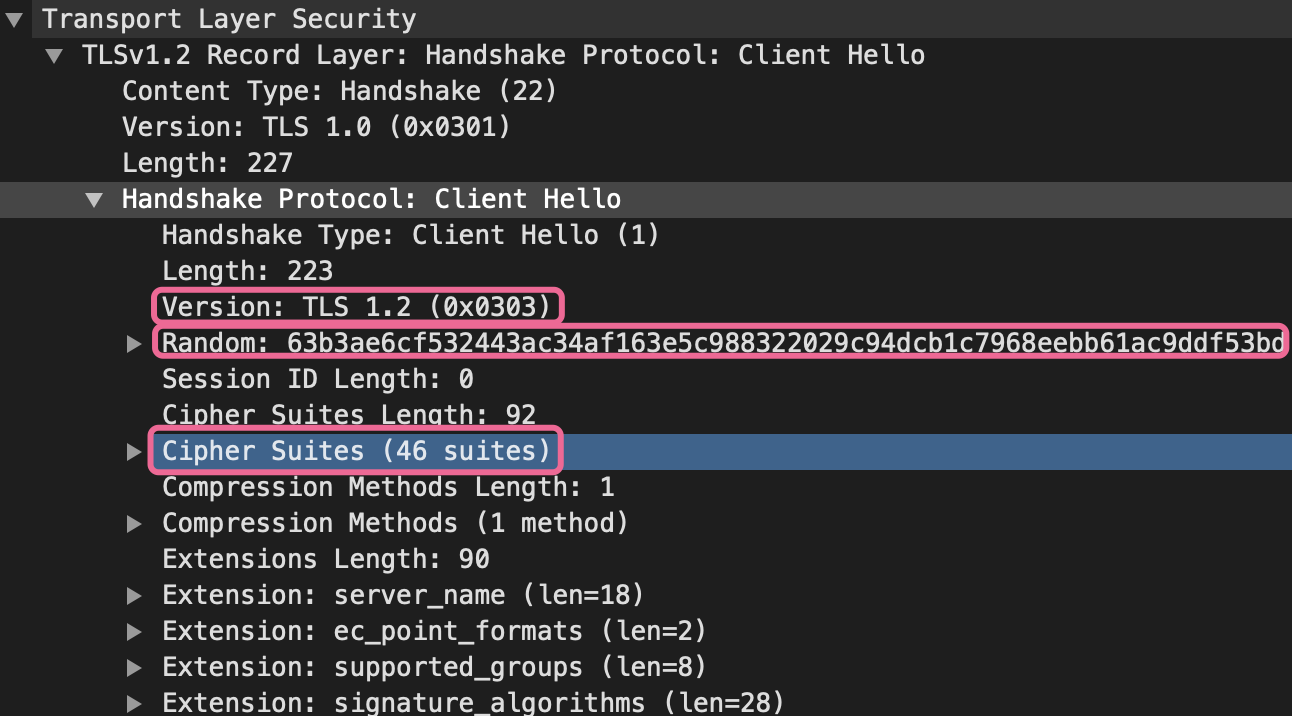 Transport Layer Security
TLSv1.2 Record Layer: Handshake Protocol: Client Hello
Content Type: Handshake (22)
Version: TLS 1.0 (0x0301)
Length: 227
Handshake Protocol: Client Hello
Handshake Type: Client Hello (1)
Length: 223
Version: TLS 1.2 (0x0303)
Random: 63b3ae6cf532443ac34af163e5c988322029c94dcb1c7968eebb61ac9ddf53bd
Session ID Length: 0
Cipher Suites Length: 92
Cipher Suites (46 suites)
Compression Methods Length: 1
Compression Methods (1 method)
Extensions Length: 90
Extension: server_name (len=18)
Extension: ec_point_formats (len=2)
Extension: supported_groups (len=8)
Extension: signature_algorithms (len=28)